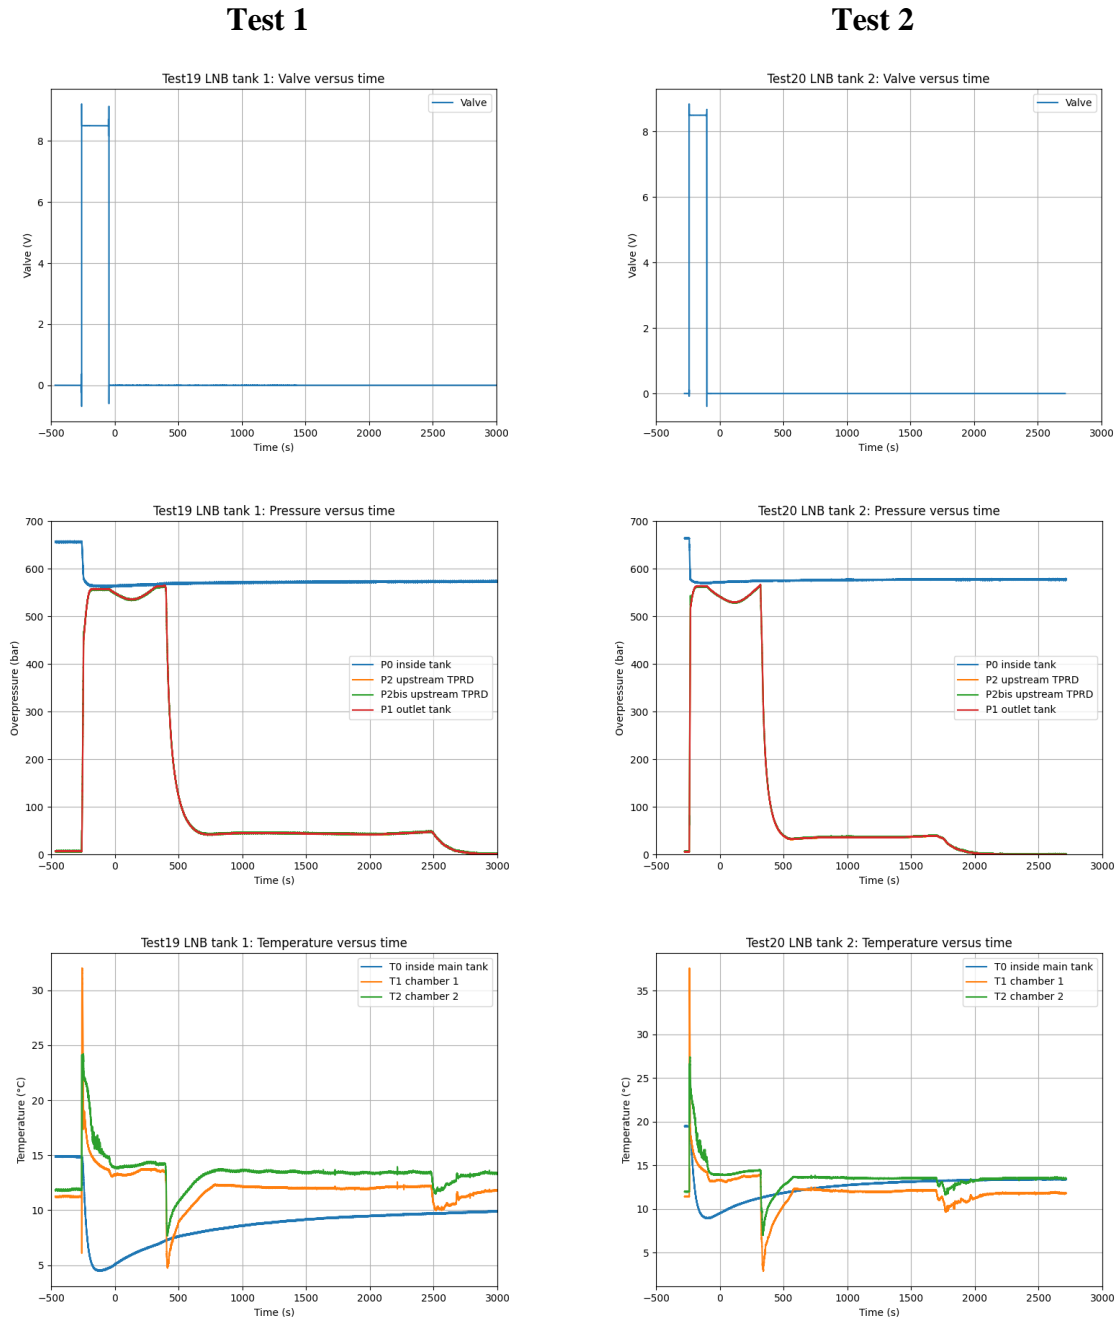 Test 1
Test 2
Test19 LNB tank 1: Valve versus time
Valve
Valve (V)
8
6
4
2
0
−500 0 500 1000 1500 2000 2500 3000
Time (s)
Test20 LNB tank 2: Valve versus time
Valve
Valve (V)
8
6
4
2
0
−500 0 500 1000 1500 2000 2500 3000
Time (s)
Test19 LNB tank 1: Pressure versus time
Overpressure (bar)
700
600
500
400
300
200
100
0
P0 inside tank
P2 upstream TPRD
P2bis upstream TPRD
P1 outlet tank
−500 0 500 1000 1500 2000 2500 3000
Time (s)
Test20 LNB tank 2: Pressure versus time
Overpressure (bar)
700
600
500
400
300
200
100
0
P0 inside tank
P2 upstream TPRD
P2bis upstream TPRD
P1 outlet tank
−500 0 500 1000 1500 2000 2500 3000
Time (s)
Test19 LNB tank 1: Temperature versus time
T0 inside main tank
T1 chamber 1
T2 chamber 2
Temperature (°C)
30
25
20
15
10
5
−500 0 500 1000 1500 2000 2500 3000
Time (s)
Test20 LNB tank 2: Temperature versus time
T0 inside main tank
T1 chamber 1
T2 chamber 2
Temperature (°C)
35
30
25
20
15
10
5
−500 0 500 1000 1500 2000 2500 3000
Time (s)